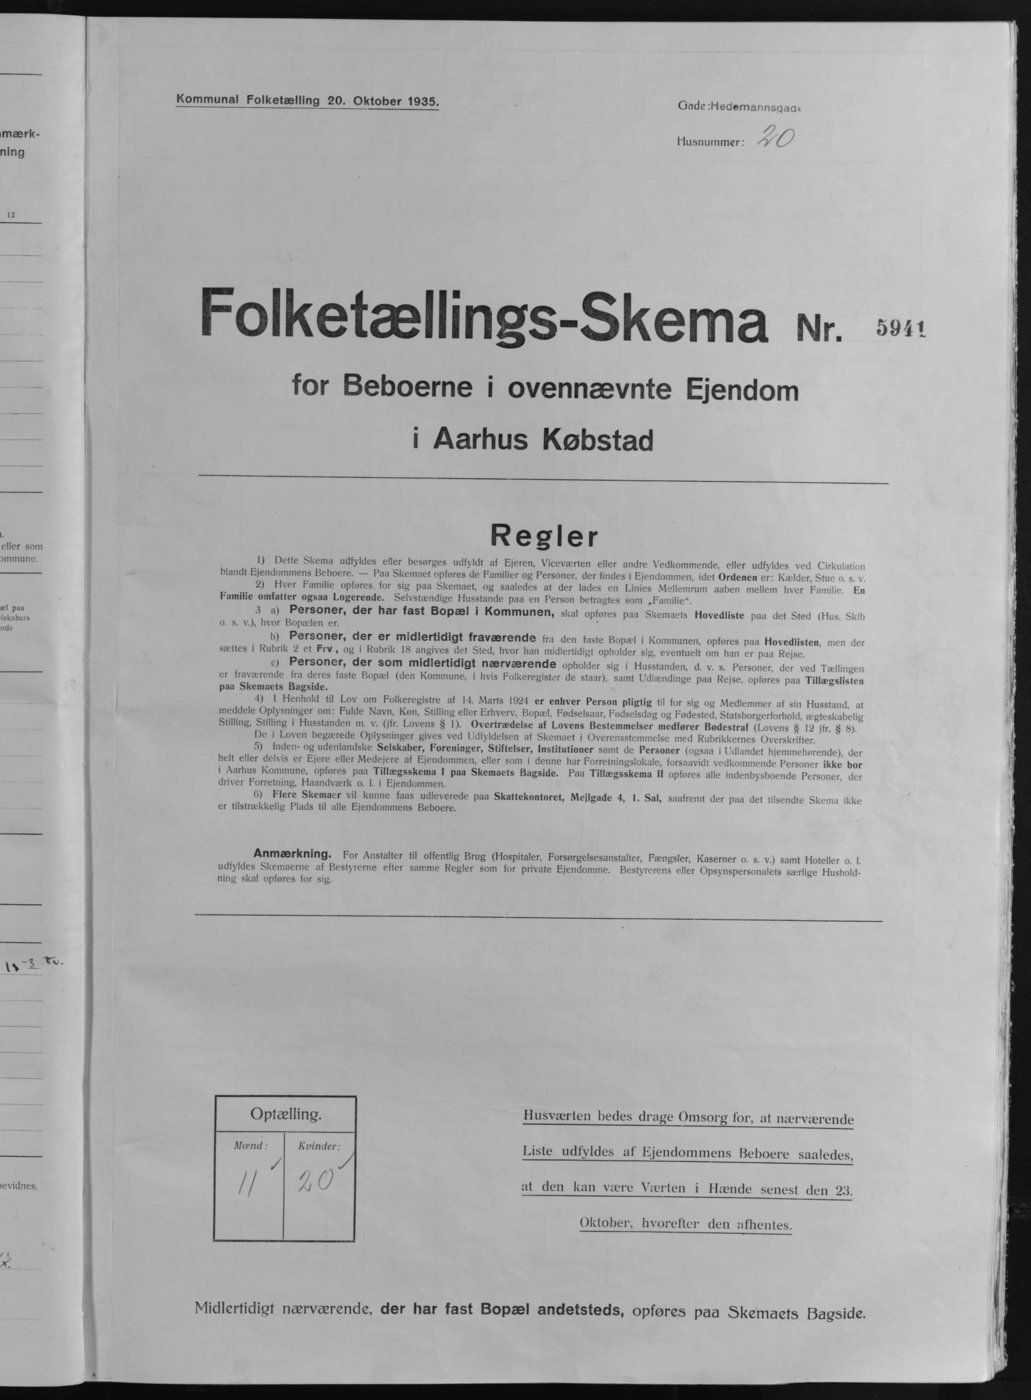 mærk-
ning
12
eller som
ommune.
æl paa
elskabers
nde
3 tv.
evidnes.
Kommunal Folketælling 20. Oktober 1935.
Gade: Hedemannsgade
Husnummer: 20
Folketællings-Skema Nr. 5941
for Beboerne i ovennævnte Ejendom
i Aarhus Købstad
Regler
1) Dette Skema udfyldes eller besørges udfyldt af Ejeren, Viceværten eller andre Vedkommende, eller udfyldes ved Cirkulation
blandt Ejendommens Beboere. — Paa Skemaet opføres de Familier og Personer, der findes i Ejendommen, idet Ordenen er: Kælder, Stue o. s. v.
2) Hver Familie opføres for sig paa Skemaet, og saaledes at der lades en Linies Mellemrum aaben mellem hver Familie. En
Familie omfatter ogsaa Logerende. Selvstændige Husstande paa en Person betragtes som „Familie“.
3 a) Personer, der har fast Bopæl i Kommunen, skal opføres paa Skemaets Hovedliste paa det Sted (Hus, Skib
o. s. v.), hvor Bopælen er.
b) Personer, der er midlertidigt fraværende fra den faste Bopæl i Kommunen, opføres paa Hovedlisten, men der
sættes i Rubrik 2 et Frv., og i Rubrik 18 angives det Sted, hvor han midlertidigt opholder sig, eventuelt om han er paa Rejse.
c) Personer, der som midlertidigt nærværende opholder sig i Husstanden, d. v. s. Personer, der ved Tællingen
er fraværende fra deres faste Bopæl (den Kommune, i hvis Folkeregister de staar), samt Udlændinge paa Rejse, opføres paa Tillægslisten
paa Skemaets Bagside.
4) I Henhold til Lov om Folkeregistre af 14. Marts 1924 er enhver Person pligtig til for sig og Medlemmer af sin Husstand, at
meddele Oplysninger om: Fulde Navn, Køn, Stilling eller Erhverv, Bopæl, Fødselsaar, Fødselsdag og Fødested, Statsborgerforhold, ægteskabelig
Stilling, Stilling i Husstanden m. v. (jfr. Lovens § 1). Overtrædelse af Lovens Bestemmelser medfører Bødestraf (Lovens § 12 jfr. § 8).
De i Loven begærede Oplysninger gives ved Udfyldelsen af Skemaet i Overensstemmelse med Rubrikkernes Overskrifter.
5) Inden- og udenlandske Selskaber, Foreninger, Stiftelser, Institutioner samt de Personer (ogsaa i Udlandet hjemmehørende), der
helt eller delvis er Ejere eller Medejere af Ejendommen, eller som i denne har Forretningslokale, forsaavidt vedkommende Personer ikke bor
i Aarhus Kommune, opføres paa Tillægsskema I paa Skemaets Bagside. Paa Tillægsskema II opføres alle indenbysboende Personer, der
driver Forretning, Haandværk o. l. i Ejendommen.
6) Flere Skemaer vil kunne faas udleverede paa Skattekontoret, Mejlgade 4, 1. Sal, saafremt der paa det tilsendte Skema ikke
er tilstrækkelig Plads til alle Ejendommens Beboere.
Anmærkning. For Anstalter til offentlig Brug (Hospitaler, Forsørgelsesanstalter, Fængsler, Kaserner o. s. v.) samt Hoteller o. l.
udfyldes Skemaerne af Bestyrerne efter samme Regler som for private Ejendomme. Bestyrerens eller Opsynspersonalets særlige Hushold-
ning skal opføres for sig.
Optælling.
Mænd: Kvinder:
11 20
Husværten bedes drage Omsorg for, at nærværende
Liste udfyldes af Ejendommens Beboere saaledes,
at den kan være Værten i Hænde senest den 23.
Oktober, hvorefter den afhentes.
Midlertidigt nærværende, der har fast Bopæl andetsteds, opføres paa Skemaets Bagside.